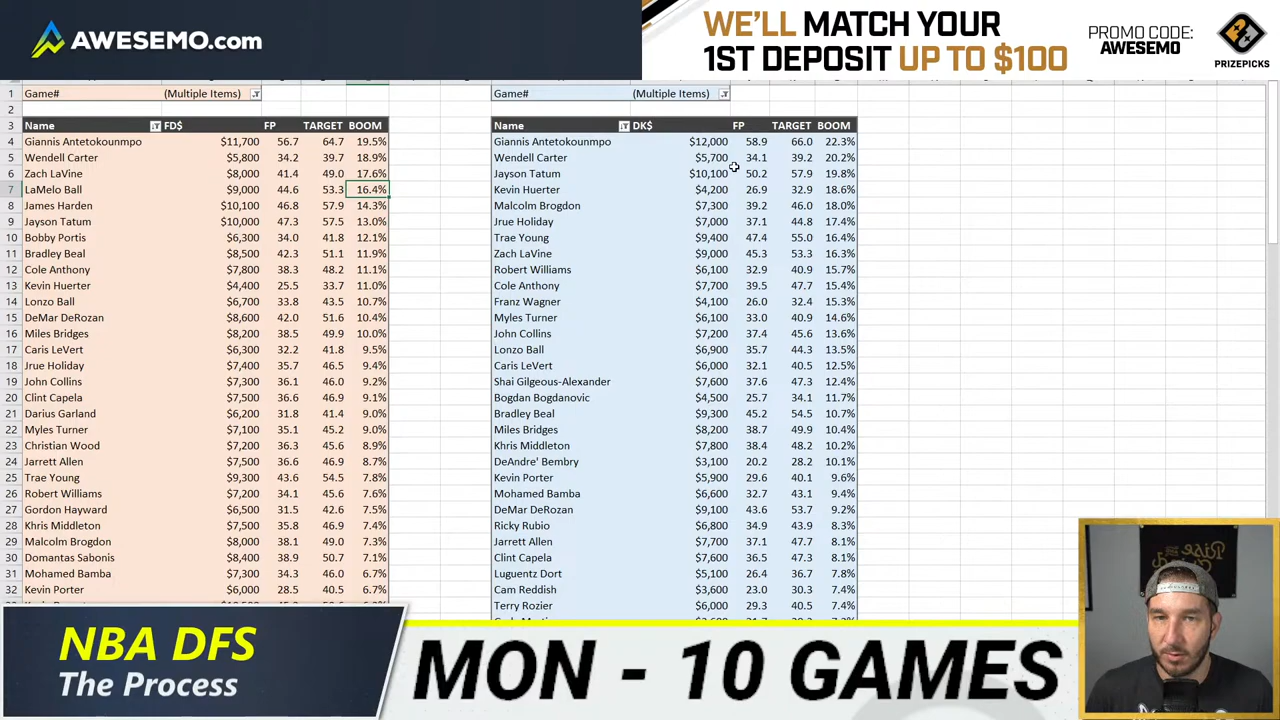 AWESEMO.com
WE'LL MATCH YOUR
1ST DEPOSIT UP TO $100
PROMO CODE:
AWESEMO
PRIZEPICKS
1 Game# (Multiple Items) Game# (Multiple Items)
2
3 Name FD$ FP TARGET BOOM Name DK$ FP TARGET BOOM
4 Giannis Antetokounmpo $11,700 56.7 64.7 19.5% Giannis Antetokounmpo $12,000 58.9 66.0 22.3%
5 Wendell Carter $5,800 34.2 39.7 18.9% Wendell Carter $5,700 34.1 39.2 20.2%
6 Zach LaVine $8,000 41.4 49.0 17.6% Jayson Tatum $10,100 50.2 57.9 19.8%
7 LaMelo Ball $9,000 44.6 53.3 16.4% Kevin Huerter $4,200 26.9 32.9 18.6%
8 James Harden $10,100 46.8 57.9 14.3% Malcolm Brogdon $7,300 39.2 46.0 18.0%
9 Jayson Tatum $10,000 47.3 57.5 13.0% Jrue Holiday $7,000 37.1 44.8 17.4%
10 Bobby Portis $6,300 34.0 41.8 12.1% Trae Young $9,400 47.4 55.0 16.4%
11 Bradley Beal $8,500 42.3 51.1 11.9% Zach LaVine $9,000 45.3 53.3 16.3%
12 Cole Anthony $7,800 38.3 48.2 11.1% Robert Williams $6,100 32.9 40.9 15.7%
13 Kevin Huerter $4,400 25.5 33.7 11.0% Cole Anthony $7,700 39.5 47.7 15.4%
14 Lonzo Ball $6,700 33.8 43.5 10.7% Franz Wagner $4,100 26.0 32.4 15.3%
15 DeMar DeRozan $8,600 42.0 51.6 10.4% Myles Turner $6,100 33.0 40.9 14.6%
16 Miles Bridges $8,200 38.5 49.9 10.0% John Collins $7,200 37.4 45.6 13.6%
17 Caris LeVert $6,300 32.2 41.8 9.5% Lonzo Ball $6,900 35.7 44.3 13.5%
18 Jrue Holiday $7,400 35.7 46.5 9.4% Caris LeVert $6,000 32.1 40.5 12.5%
19 John Collins $7,300 36.1 46.0 9.2% Shai Gilgeous-Alexander $7,600 37.6 47.3 12.4%
20 Clint Capela $7,500 36.6 46.9 9.1% Bogdan Bogdanovic $4,500 25.7 34.1 11.7%
21 Darius Garland $6,200 31.8 41.4 9.0% Bradley Beal $9,300 45.2 54.5 10.7%
22 Myles Turner $7,100 35.1 45.2 9.0% Miles Bridges $8,200 38.7 49.9 10.4%
23 Christian Wood $7,200 36.3 45.6 8.9% Khris Middleton $7,800 38.4 48.2 10.2%
24 Jarrett Allen $7,500 36.6 46.9 8.7% DeAndre' Bembry $3,100 20.2 28.2 10.1%
25 Trae Young $9,300 43.6 54.5 7.8% Kevin Porter $5,900 29.6 40.1 9.6%
26 Robert Williams $7,200 34.1 45.6 7.6% Mohamed Bamba $6,600 32.7 43.1 9.4%
27 Gordon Hayward $6,500 31.5 42.6 7.5% DeMar DeRozan $9,100 43.6 53.7 9.2%
28 Khris Middleton $7,500 35.8 46.9 7.4% Ricky Rubio $6,800 34.9 43.9 8.3%
29 Malcolm Brogdon $8,000 38.1 49.0 7.3% Jarrett Allen $7,700 37.1 47.7 8.1%
30 Domantas Sabonis $8,400 38.9 50.7 7.1% Clint Capela $7,600 36.5 47.3 8.1%
31 Mohamed Bamba $7,300 34.3 46.0 6.7% Luguentz Dort $5,100 26.4 36.7 7.8%
32 Kevin Porter $6,000 28.5 40.5 6.7% Cam Reddish $3,600 23.0 30.3 7.4%
Terry Rozier $6,000 29.3 40.5 7.4%
NBA DFS
The Process
MON - 10 GAMES